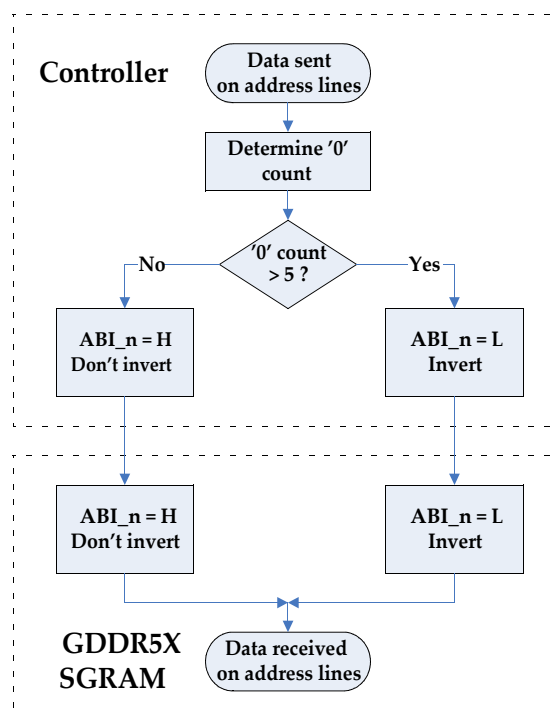 Controller
Data sent
on address lines
Determine '0'
count
'0' count
> 5 ?
No
Yes
ABI_n = H
Don't invert
ABI_n = L
Invert
ABI_n = H
Don't invert
ABI_n = L
Invert
GDDR5X
SGRAM
Data received
on address lines